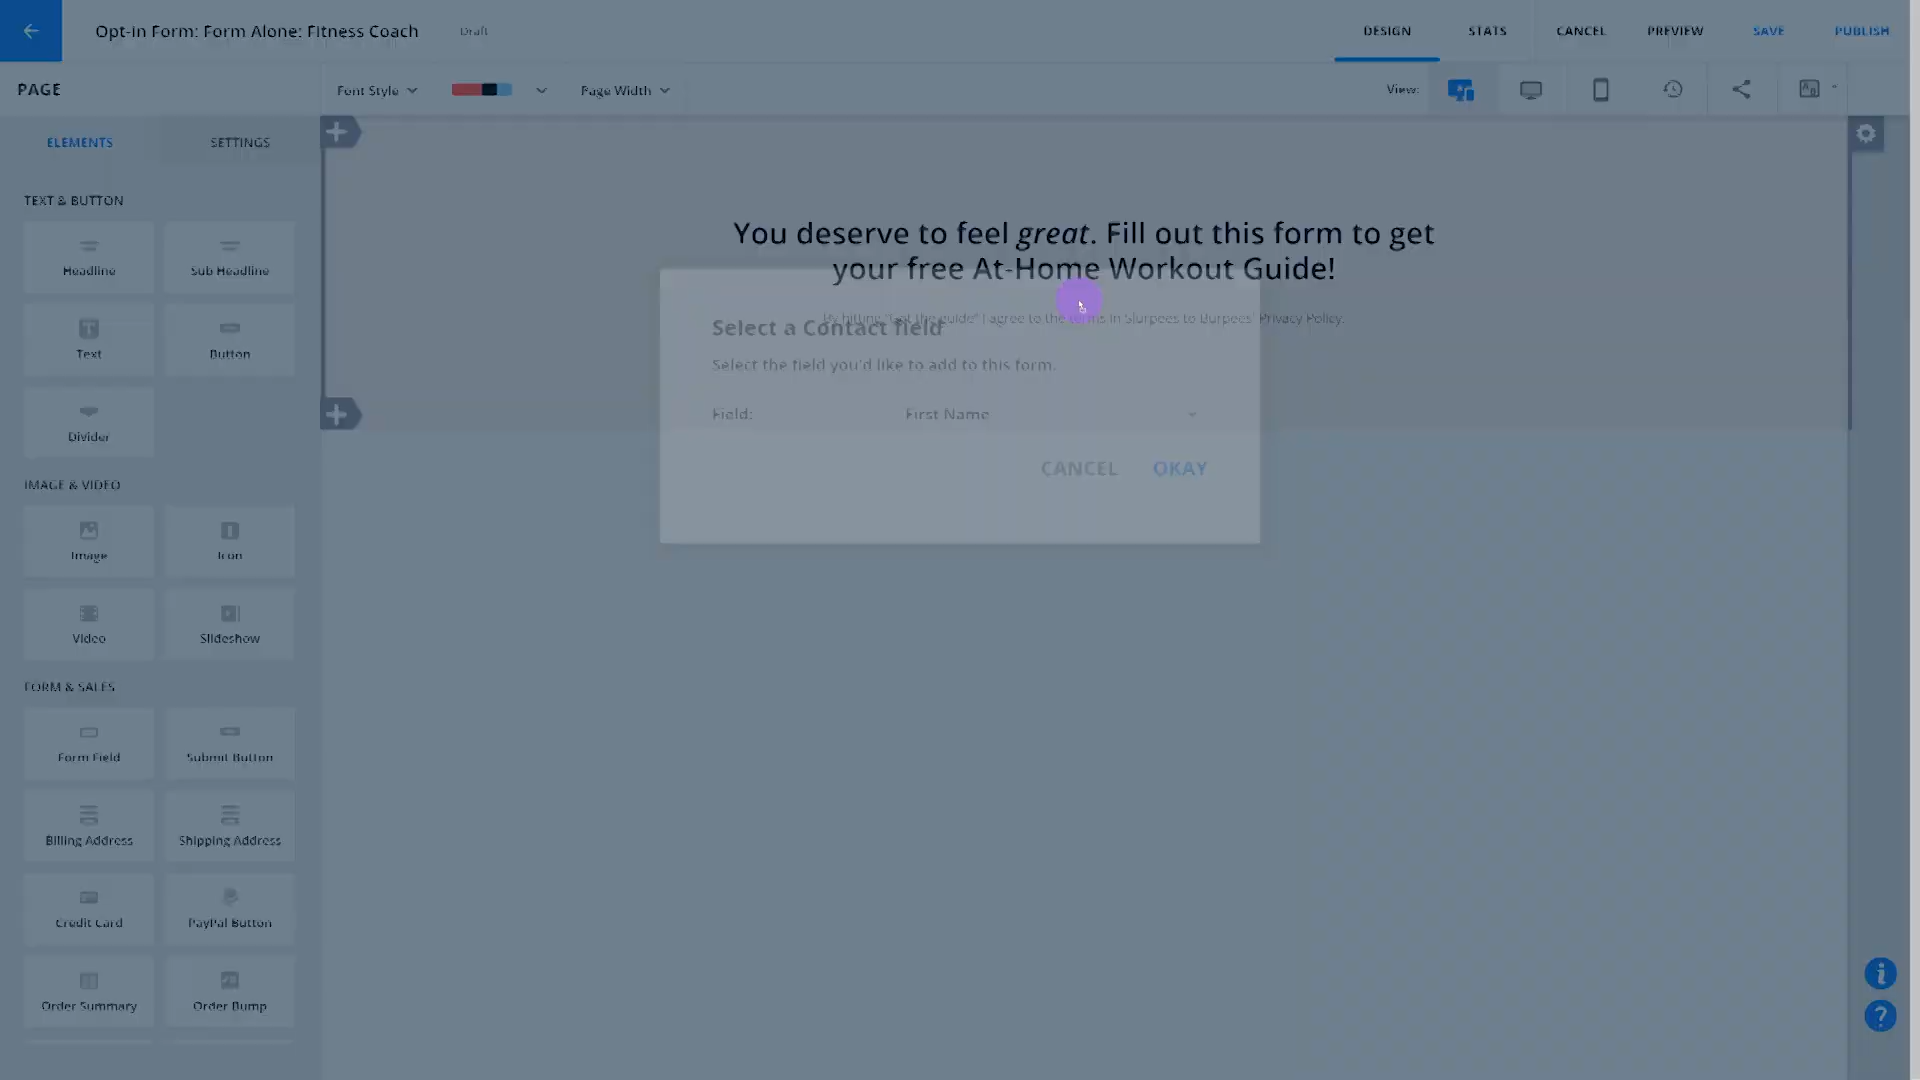 Opt-in Form: Form Alone: Fitness Coach
Draft
DESIGN
STATS
CANCEL
PREVIEW
SAVE
PUBLISH
PAGE
Font Style
Page Width
View:
ELEMENTS
SETTINGS
TEXT & BUTTON
Headline
Sub Headline
Text
Button
Divider
IMAGE & VIDEO
Image
Icon
Video
Slideshow
FORM & SALES
Form Field
Submit Button
Billing Address
Shipping Address
Credit Card
PayPal Button
Order Summary
Order Bump
You deserve to feel great. Fill out this form to get
your free At-Home Workout Guide!
By hitting "Get the guide" I agree to the terms in Slurpees to Burpees' Privacy Policy.
Select a Contact field
Select the field you'd like to add to this form.
Field:
First Name
CANCEL
OKAY